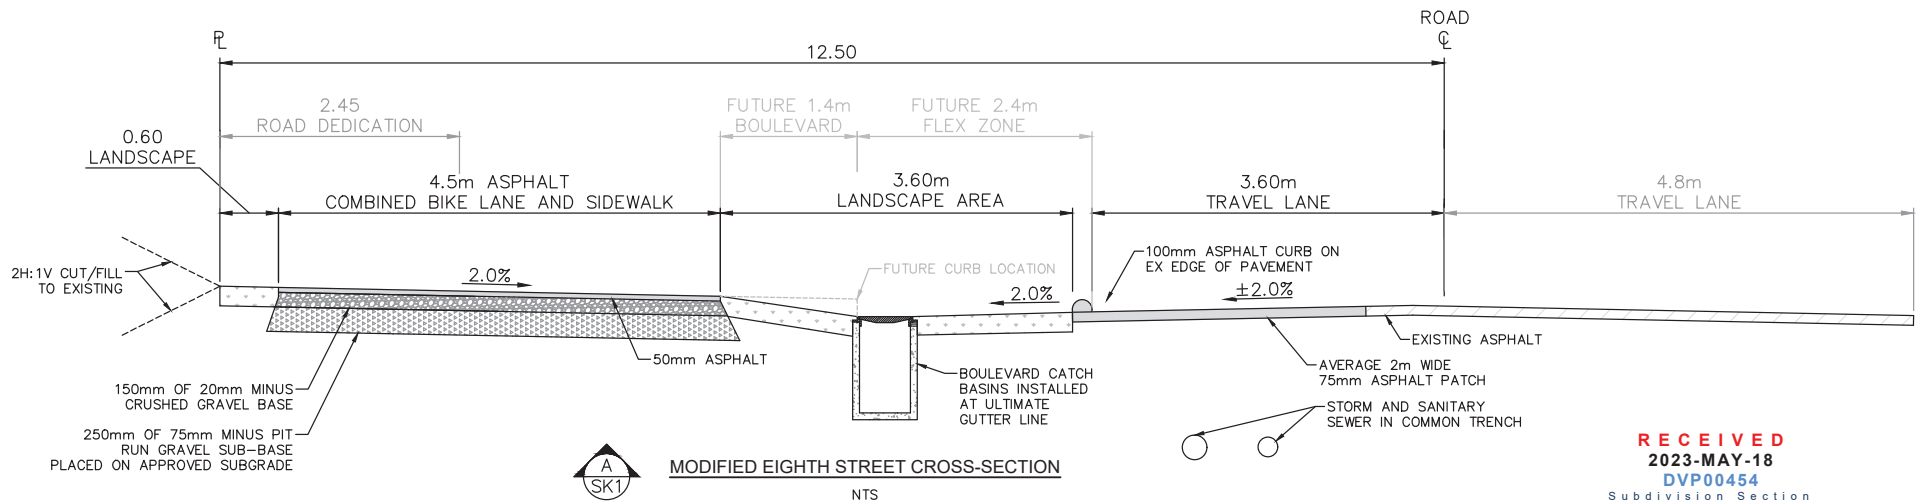 ROAD
PL
CL
12.50
2.45
ROAD DEDICATION
FUTURE 1.4m
BOULEVARD
FUTURE 2.4m
FLEX ZONE
0.60
LANDSCAPE
4.5m ASPHALT
COMBINED BIKE LANE AND SIDEWALK
3.60m
LANDSCAPE AREA
3.60m
TRAVEL LANE
4.8m
TRAVEL LANE
2H:1V CUT/FILL
TO EXISTING
2.0%
FUTURE CURB LOCATION
2.0%
100mm ASPHALT CURB ON
EX EDGE OF PAVEMENT
±2.0%
50mm ASPHALT
EXISTING ASPHALT
150mm OF 20mm MINUS
CRUSHED GRAVEL BASE
BOULEVARD CATCH
BASINS INSTALLED
AT ULTIMATE
GUTTER LINE
AVERAGE 2m WIDE
75mm ASPHALT PATCH
STORM AND SANITARY
SEWER IN COMMON TRENCH
250mm OF 75mm MINUS PIT
RUN GRAVEL SUB-BASE
PLACED ON APPROVED SUBGRADE
A
SK1
MODIFIED EIGHTH STREET CROSS-SECTION
NTS
RECEIVED
2023-MAY-18
DVP00454
Subdivision Section